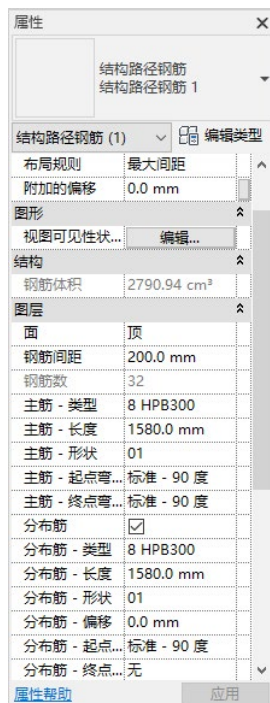 属性
结构路径钢筋
结构路径钢筋 1
结构路径钢筋 (1) 编辑类型
布局规则 最大间距
附加的偏移 0.0 mm
图形
视图可见性状... 编辑...
结构
钢筋体积 2790.94 cm³
图层
面 顶
钢筋间距 200.0 mm
钢筋数 32
主筋 - 类型 8 HPB300
主筋 - 长度 1580.0 mm
主筋 - 形状 01
主筋 - 起点弯... 标准 - 90 度
主筋 - 终点弯... 标准 - 90 度
分布筋
分布筋 - 类型 8 HPB300
分布筋 - 长度 1580.0 mm
分布筋 - 形状 01
分布筋 - 偏移 0.0 mm
分布筋 - 起点... 标准 - 90 度
分布筋 - 终点... 无
属性帮助 应用